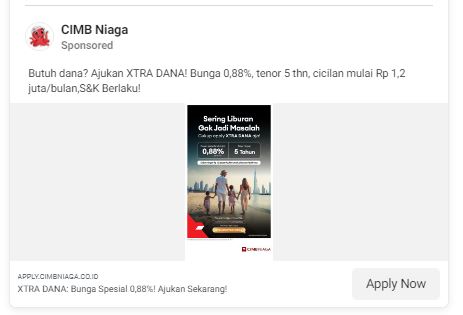 CIMB Niaga
Sponsored
Butuh dana? Ajukan XTRA DANA! Bunga 0,88%, tenor 5 thn, cicilan mulai Rp 1,2
juta/bulan,S&K Berlaku!
Sering Liburan
Gak Jadi Masalah
Cukup apply XTRA DANA aja!
0,88%
5 Tahun
CIMB NIAGA
APPLY.CIMBNIAGA.CO.ID
XTRA DANA: Bunga Spesial 0,88%! Ajukan Sekarang!
Apply Now